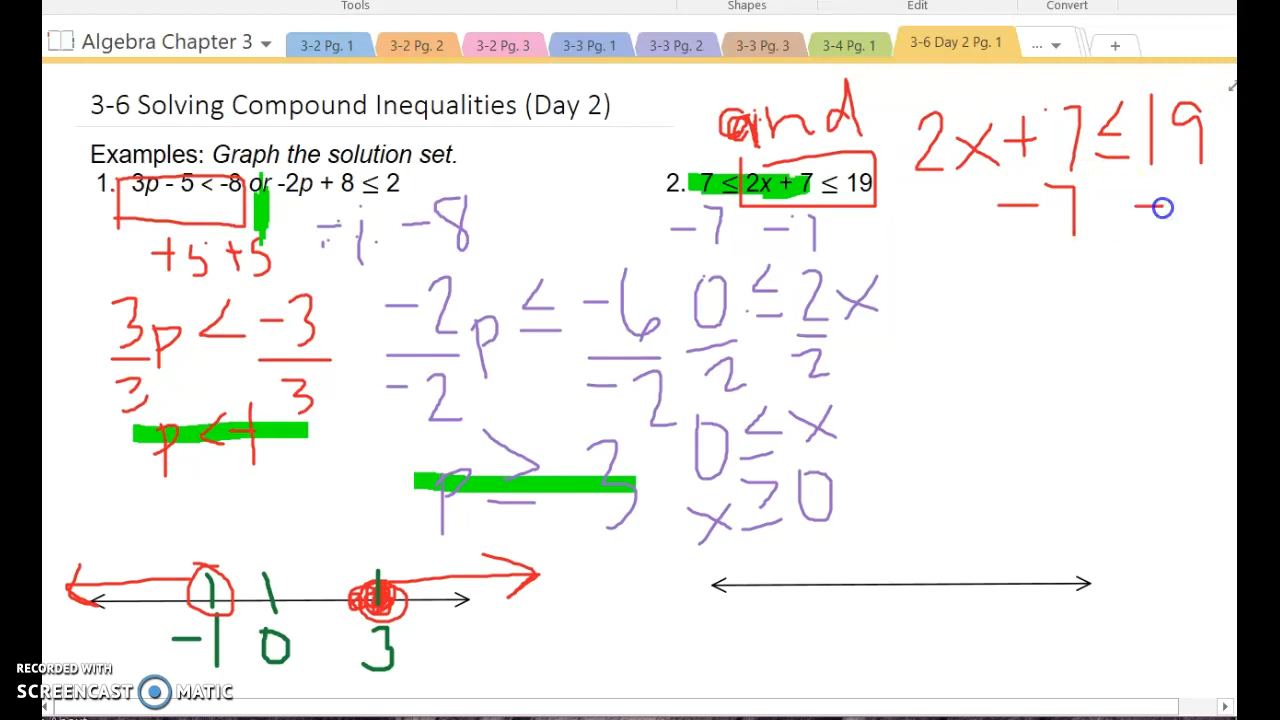 Tools Shapes Edit Convert
Algebra Chapter 3 3-2 Pg. 1 3-2 Pg. 2 3-2 Pg. 3 3-3 Pg. 1 3-3 Pg. 2 3-3 Pg. 3 3-4 Pg. 1 3-6 Day 2 Pg. 1 ... +
3-6 Solving Compound Inequalities (Day 2)
Examples: Graph the solution set.
1. 3p - 5 < -8 or -2p + 8 ≤ 2
+5 +5
3p < -3
3 3
p < -1
-8 -8
-2p ≤ -6
-2 -2
p ≥ 3
-1 0 3
and
2. 7 ≤ 2x + 7 ≤ 19
-7 -7
0 ≤ 2x
2 2
0 ≤ x
x ≥ 0
2x + 7 ≤ 19
-7 -
RECORDED WITH
SCREENCAST MATIC